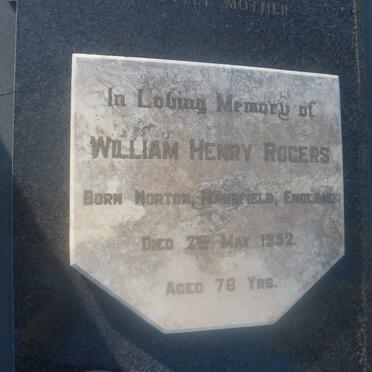 MOTHER
In Loving Memory of
WILLIAM HENRY ROGERS
BORN NORTON, ENGLAND
DIED 2ND MAY 1952.
AGED 76 YRS.